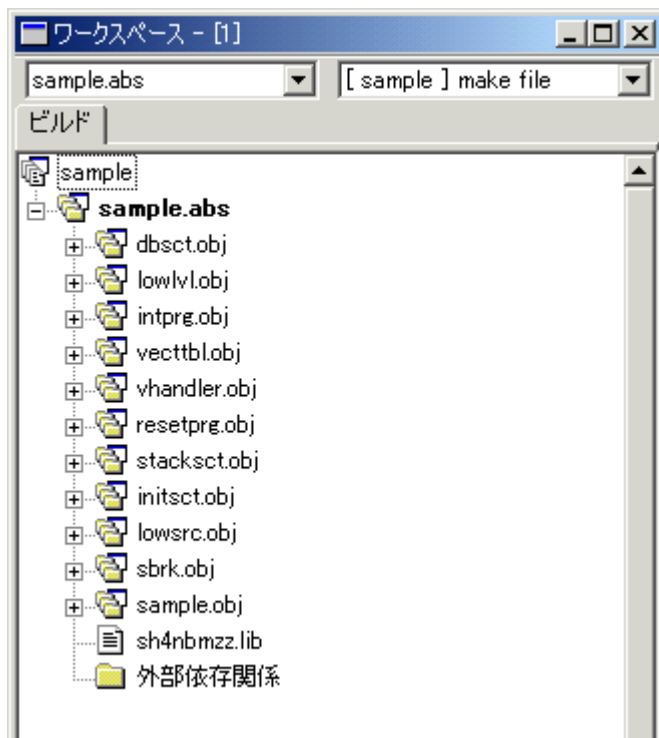 ワークスペース - [1]
sample.abs
[ sample ] make file
ビルド
sample
sample.abs
dbsct.obj
lowlvl.obj
intprg.obj
vecttbl.obj
vhandler.obj
resetprg.obj
stacksct.obj
initsct.obj
lowsrc.obj
sbrk.obj
sample.obj
sh4nbmzz.lib
外部依存関係